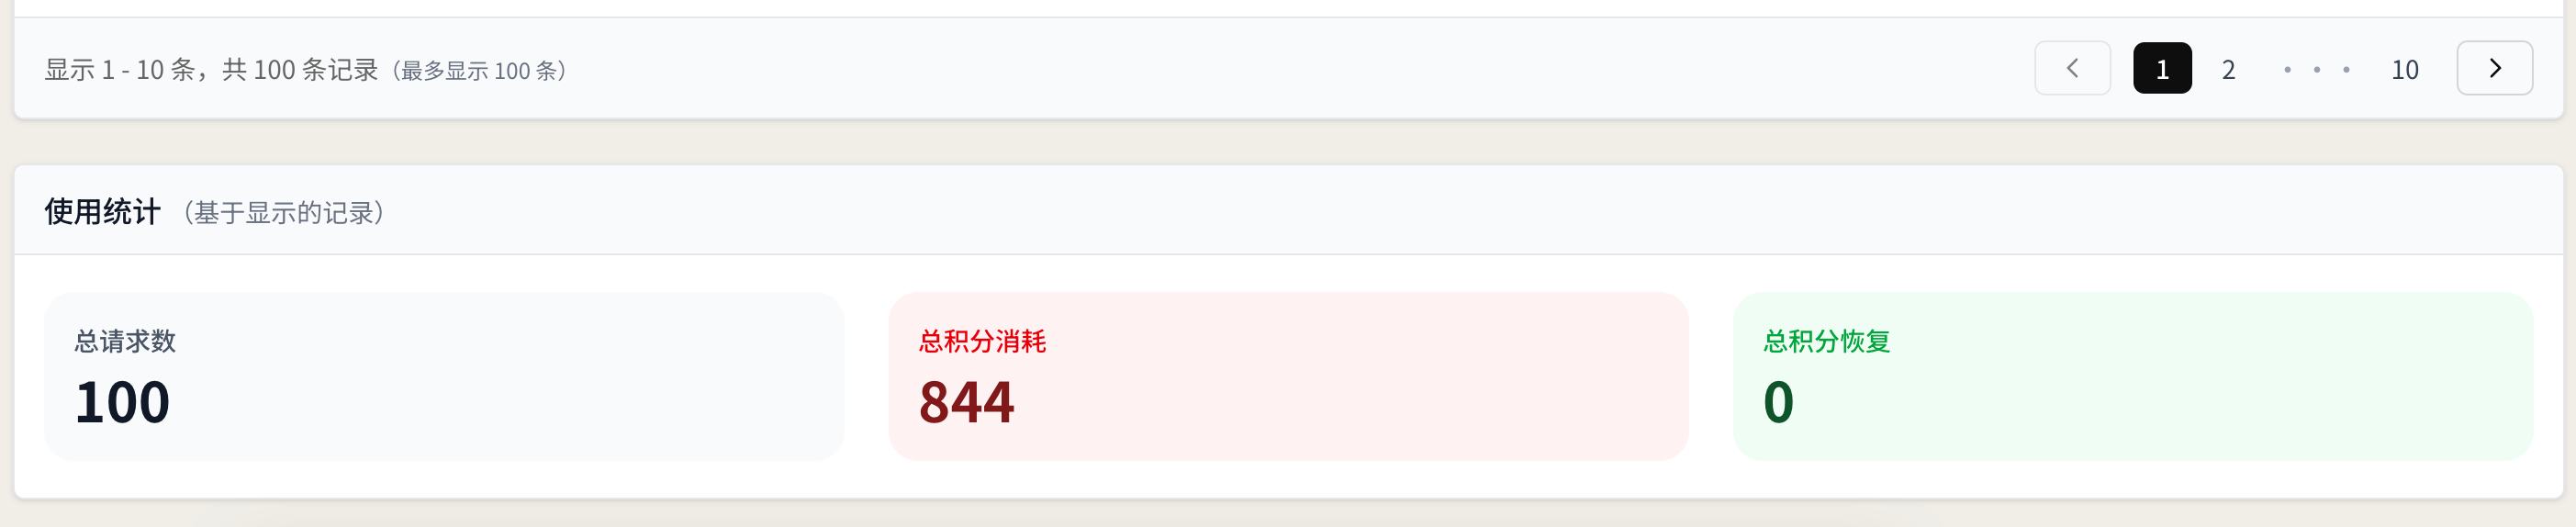 显示 1 - 10 条，共 100 条记录（最多显示 100 条）
1 2 • • • 10
使用统计 （基于显示的记录）
总请求数
100
总积分消耗
844
总积分恢复
0